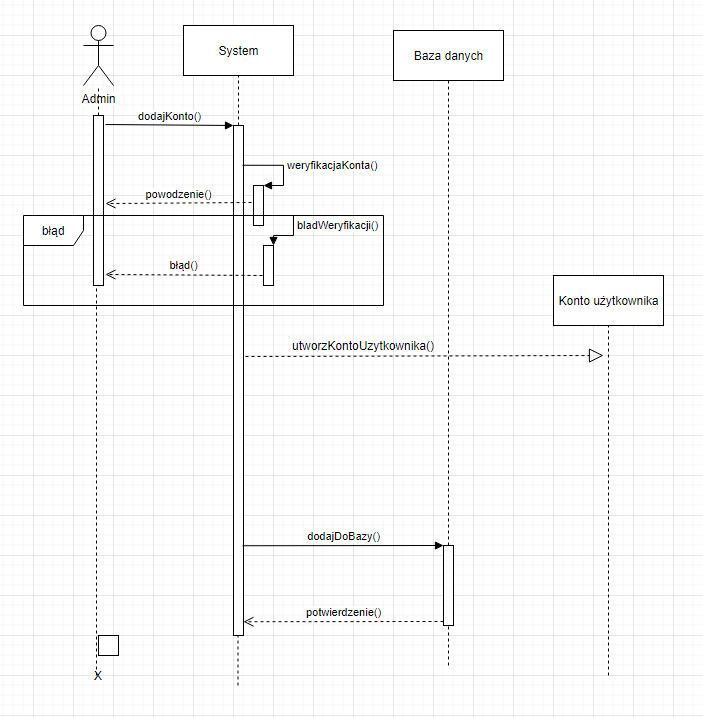 System
Baza danych
Admin
dodajKonto()
weryfikacjaKonta()
powodzenie()
błąd
bladWeryfikacji()
błąd()
Konto użytkownika
utworzKontoUzytkownika()
dodajDoBazy()
potwierdzenie()
X